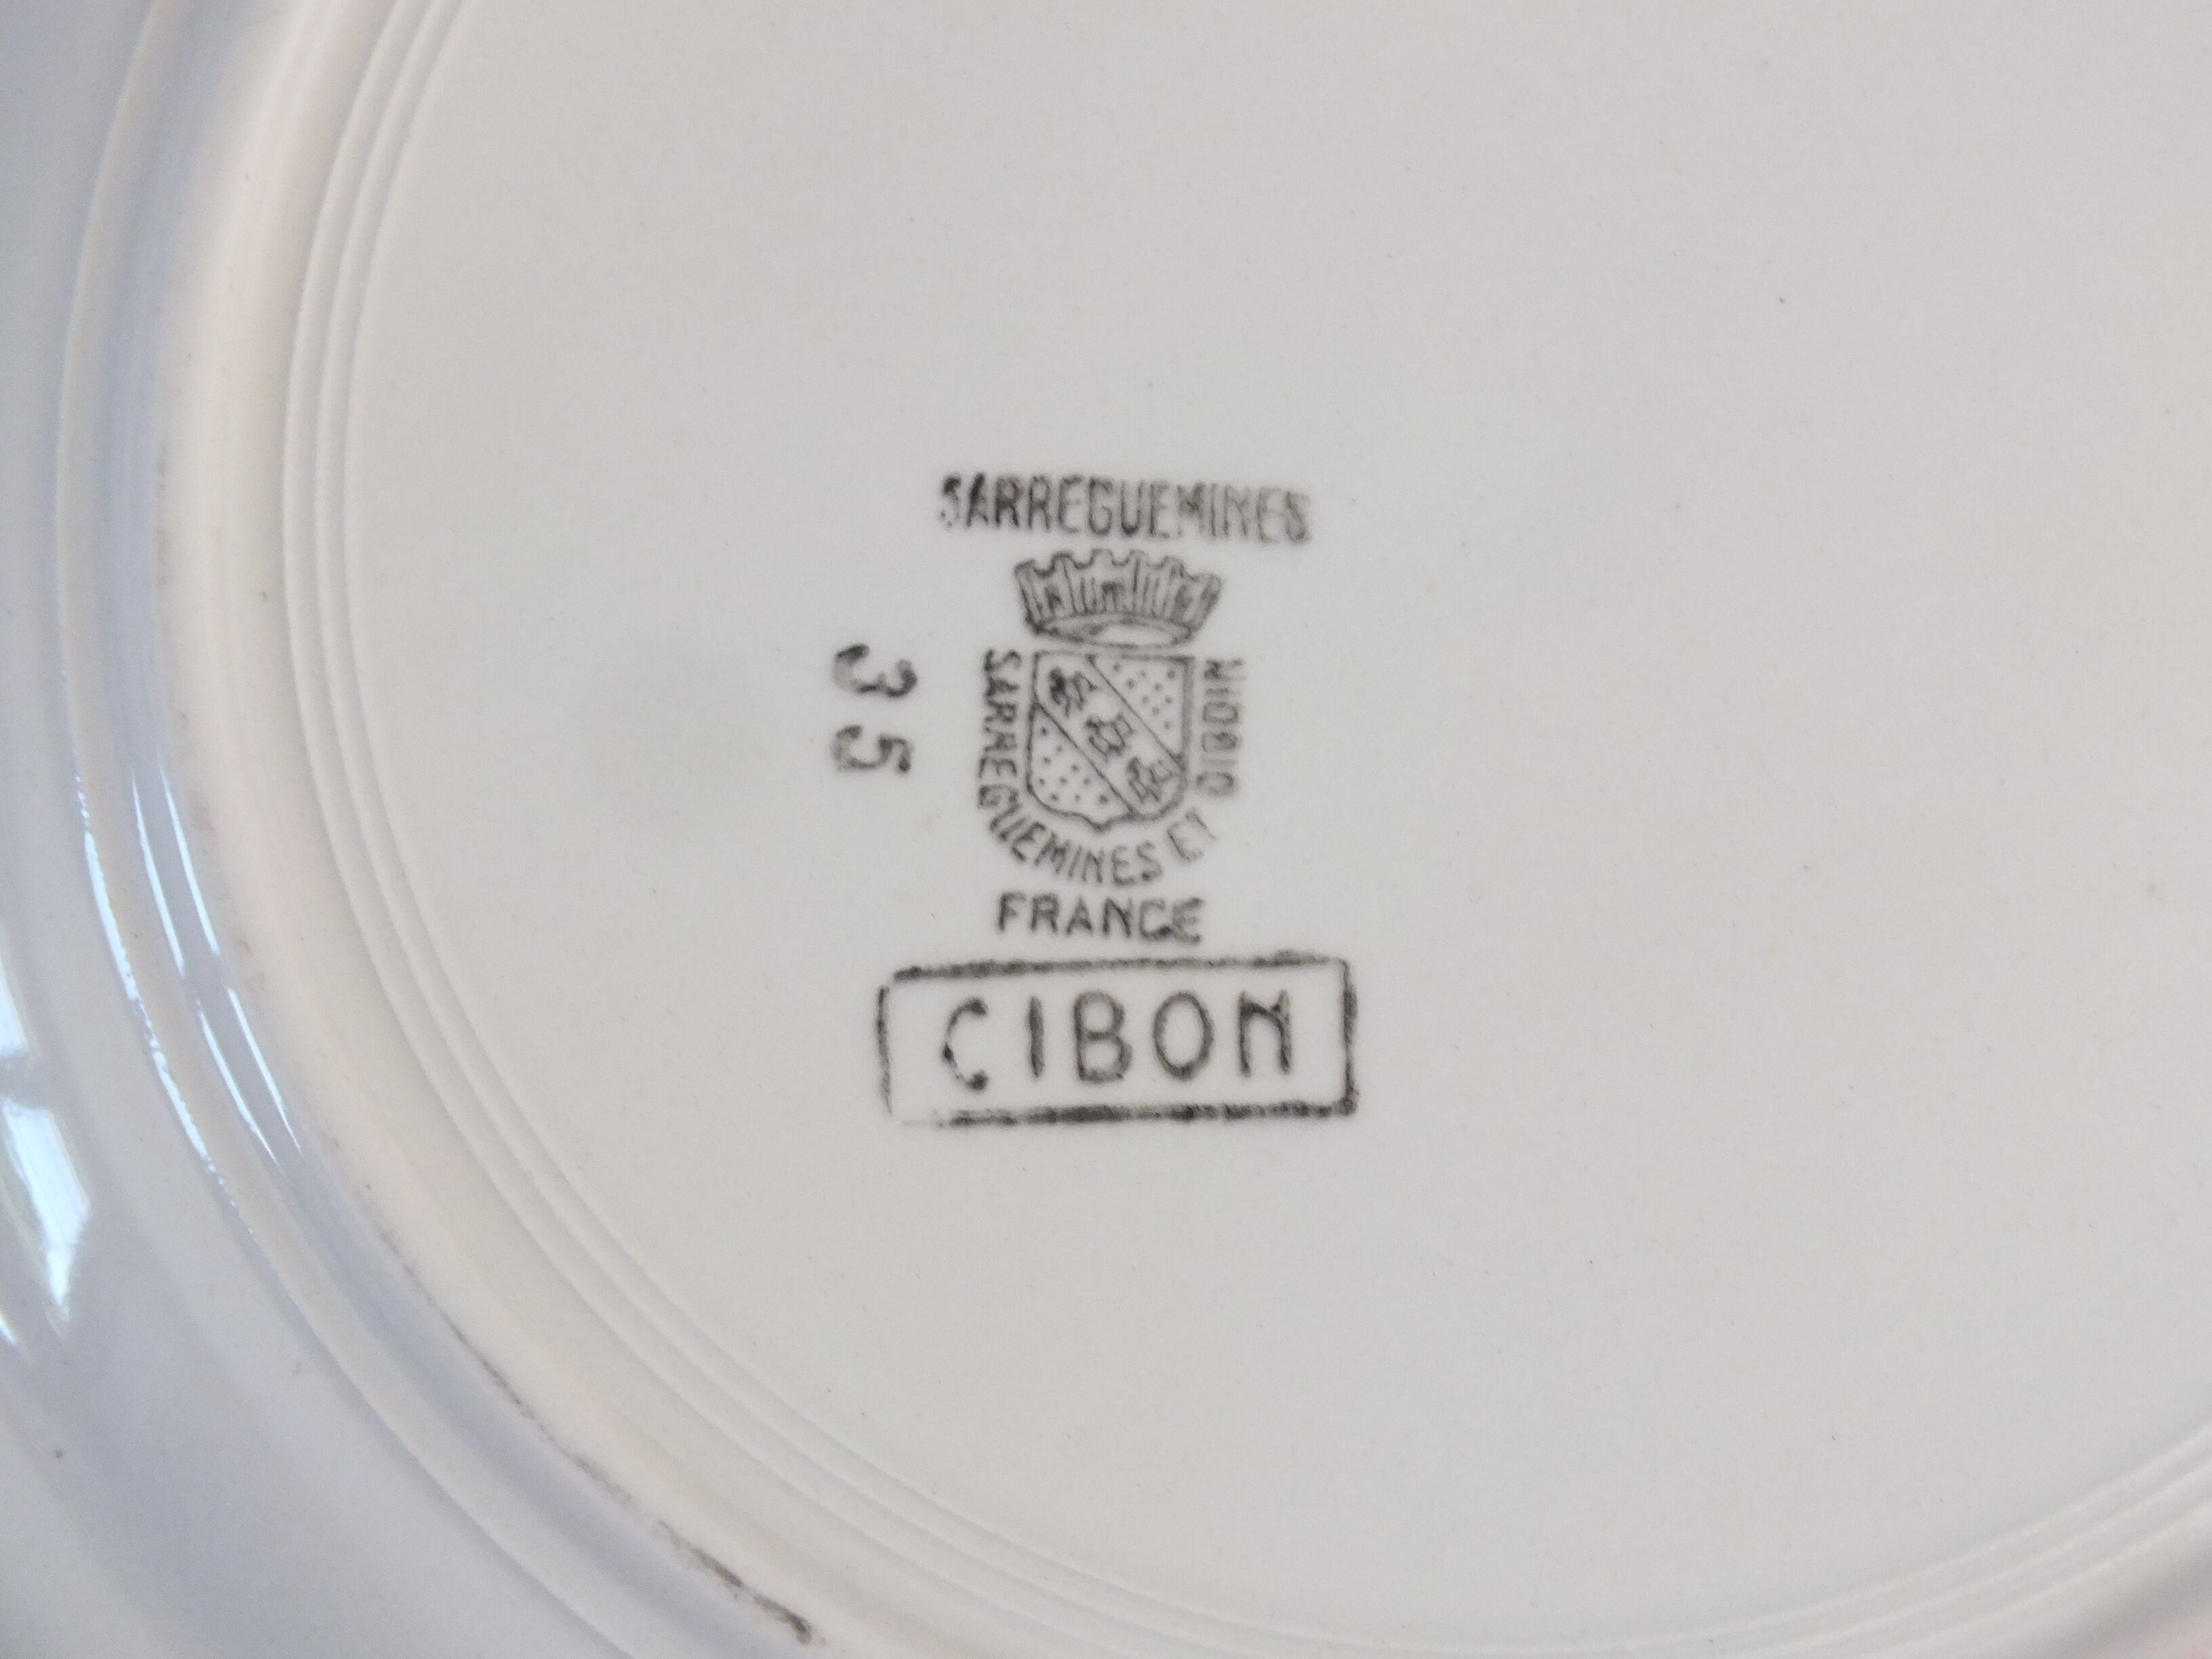 SARREGUEMINES
35
SARREGUEMINES ET DIGOIN
FRANCE
CIBON